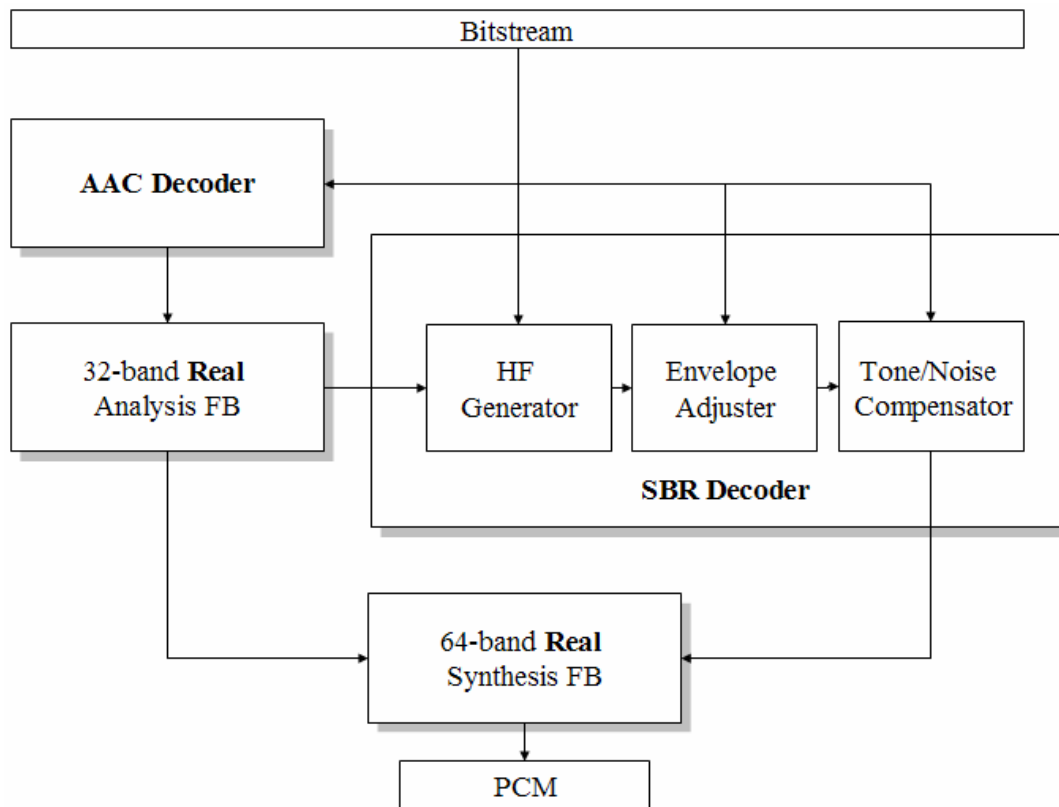 Bitstream
AAC Decoder
32-band Real
Analysis FB
HF
Generator
Envelope
Adjuster
Tone/Noise
Compensator
SBR Decoder
64-band Real
Synthesis FB
PCM